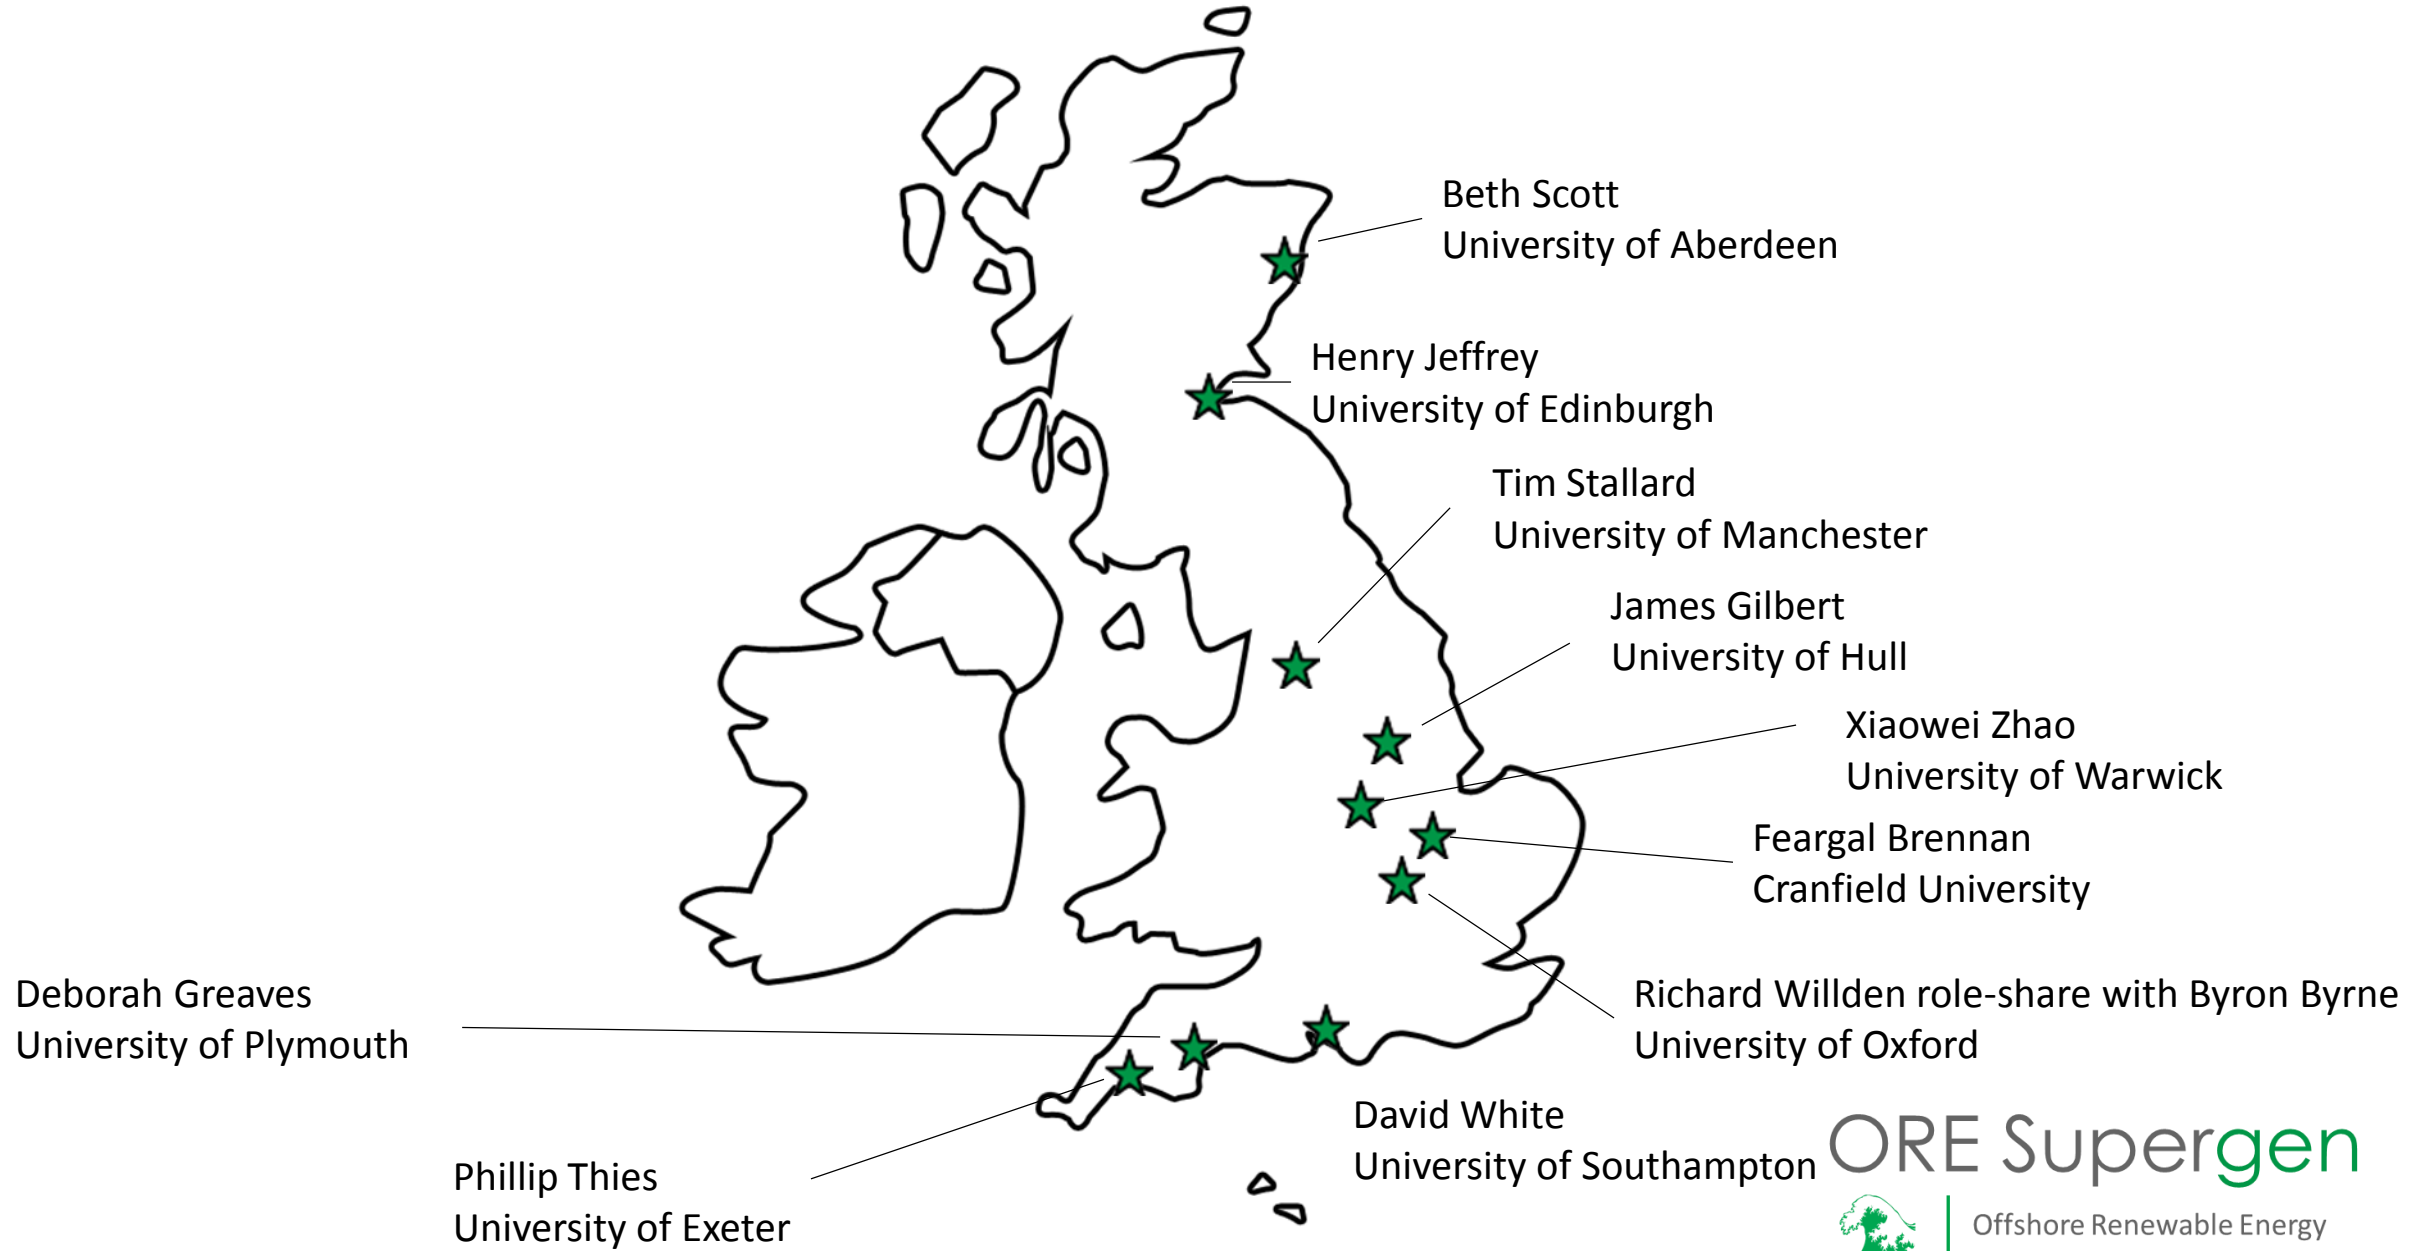 Beth Scott
University of Aberdeen
Henry Jeffrey
University of Edinburgh
Tim Stallard
University of Manchester
James Gilbert
University of Hull
Xiaowei Zhao
University of Warwick
Feargal Brennan
Cranfield University
Deborah Greaves
University of Plymouth
Richard Willden role-share with Byron Byrne
University of Oxford
David White
University of Southampton
Phillip Thies
University of Exeter
ORE Supergen
Offshore Renewable Energy